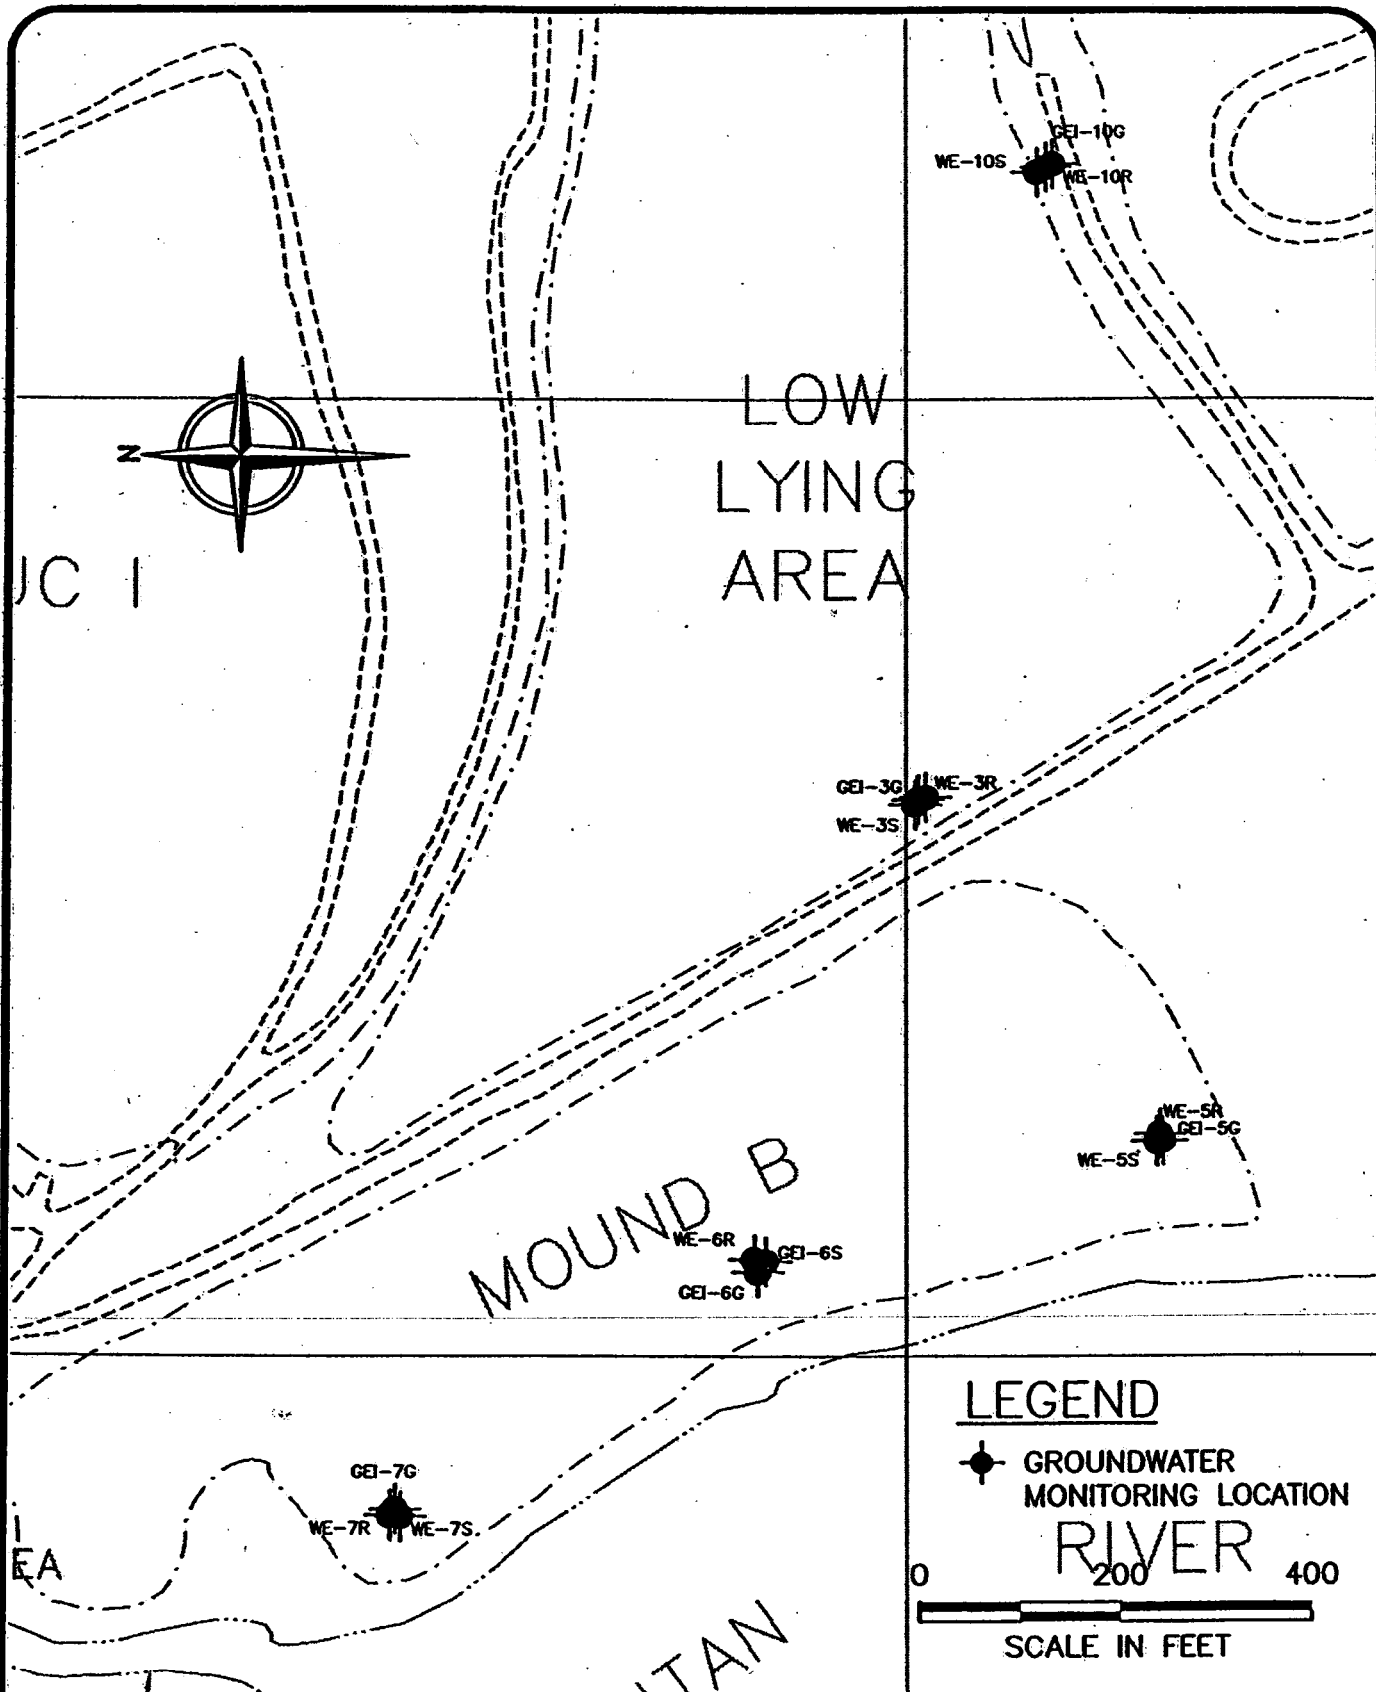 GEI-10G
WE-10S
WE-10R
LOW
LYING
AREA
N
UC I
GEI-3G
WE-3R
WE-3S
WE-5R
GEI-5G
WE-5S
MOUND B
WE-6R
GEI-6S
GEI-6G
LEGEND
GROUNDWATER
MONITORING LOCATION
GEI-7G
WE-7R
WE-7S
RIVER
EA
0 200 400
SCALE IN FEET
TAN